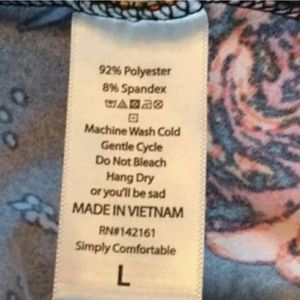 92% Polyester
8% Spandex
Machine Wash Cold
Gentle Cycle
Do Not Bleach
Hang Dry
or you'll be sad
MADE IN VIETNAM
RN#142161
Simply Comfortable
L